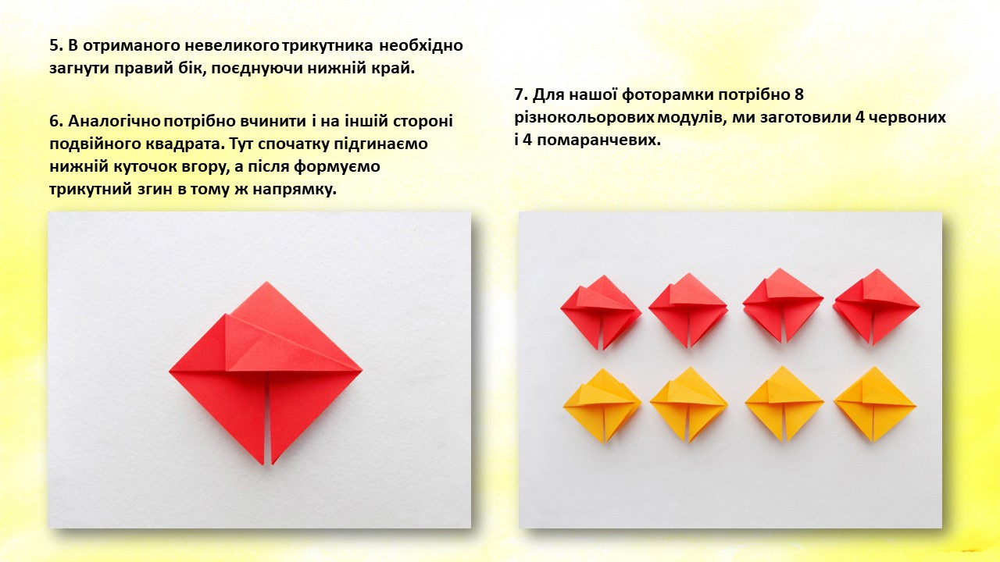 5. В отриманого невеликого трикутника необхідно
загнути правий бік, поєднуючи нижній край.
6. Аналогічно потрібно вчинити і на іншій стороні
подвійного квадрата. Тут спочатку підгинаємо
нижній куточок вгору, а після формуємо
трикутний згин в тому ж напрямку.
7. Для нашої фоторамки потрібно 8
різнокольорових модулів, ми заготовили 4 червоних
і 4 помаранчевих.